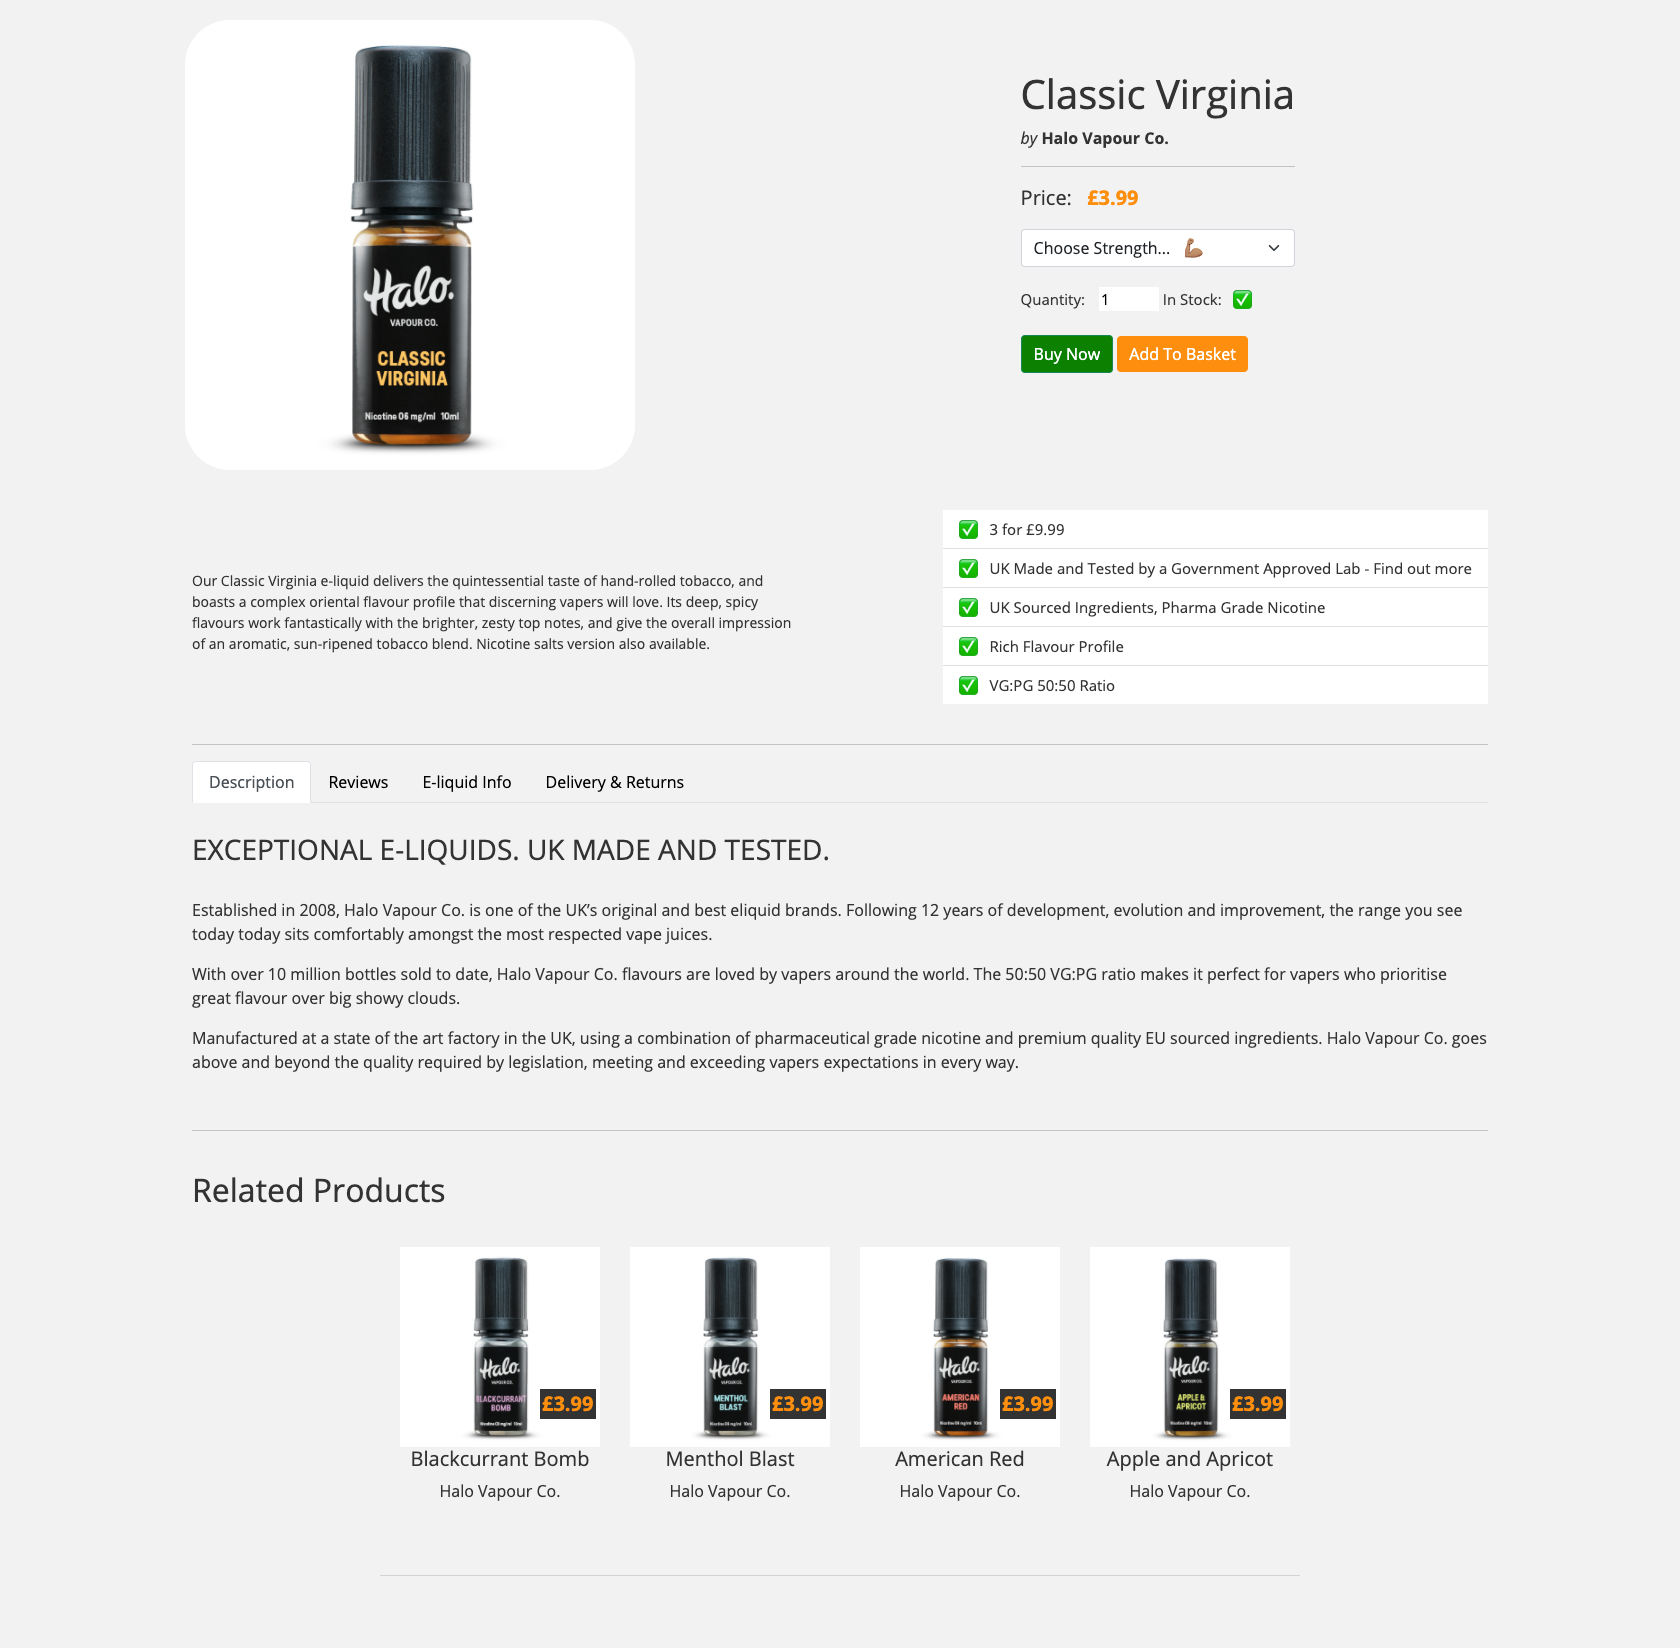 Halo.
VAPOUR CO.
CLASSIC
VIRGINIA
Nicotine 06 mg/ml 10ml
Classic Virginia
by Halo Vapour Co.
Price: £3.99
Choose Strength... 💪🏽
Quantity: 1 In Stock: ✅
Buy Now Add To Basket
✅ 3 for £9.99
✅ UK Made and Tested by a Government Approved Lab - Find out more
✅ UK Sourced Ingredients, Pharma Grade Nicotine
✅ Rich Flavour Profile
✅ VG:PG 50:50 Ratio
Our Classic Virginia e-liquid delivers the quintessential taste of hand-rolled tobacco, and
boasts a complex oriental flavour profile that discerning vapers will love. Its deep, spicy
flavours work fantastically with the brighter, zesty top notes, and give the overall impression
of an aromatic, sun-ripened tobacco blend. Nicotine salts version also available.
Description Reviews E-liquid Info Delivery & Returns
EXCEPTIONAL E-LIQUIDS. UK MADE AND TESTED.
Established in 2008, Halo Vapour Co. is one of the UK’s original and best eliquid brands. Following 12 years of development, evolution and improvement, the range you see
today today sits comfortably amongst the most respected vape juices.
With over 10 million bottles sold to date, Halo Vapour Co. flavours are loved by vapers around the world. The 50:50 VG:PG ratio makes it perfect for vapers who prioritise
great flavour over big showy clouds.
Manufactured at a state of the art factory in the UK, using a combination of pharmaceutical grade nicotine and premium quality EU sourced ingredients. Halo Vapour Co. goes
above and beyond the quality required by legislation, meeting and exceeding vapers expectations in every way.
Related Products
Halo.
VAPOUR CO.
BLACKCURRANT
BOMB
£3.99
Blackcurrant Bomb
Halo Vapour Co.
Halo.
VAPOUR CO.
MENTHOL
BLAST
£3.99
Menthol Blast
Halo Vapour Co.
Halo.
VAPOUR CO.
AMERICAN
RED
£3.99
American Red
Halo Vapour Co.
Halo.
VAPOUR CO.
APPLE &
APRICOT
£3.99
Apple and Apricot
Halo Vapour Co.